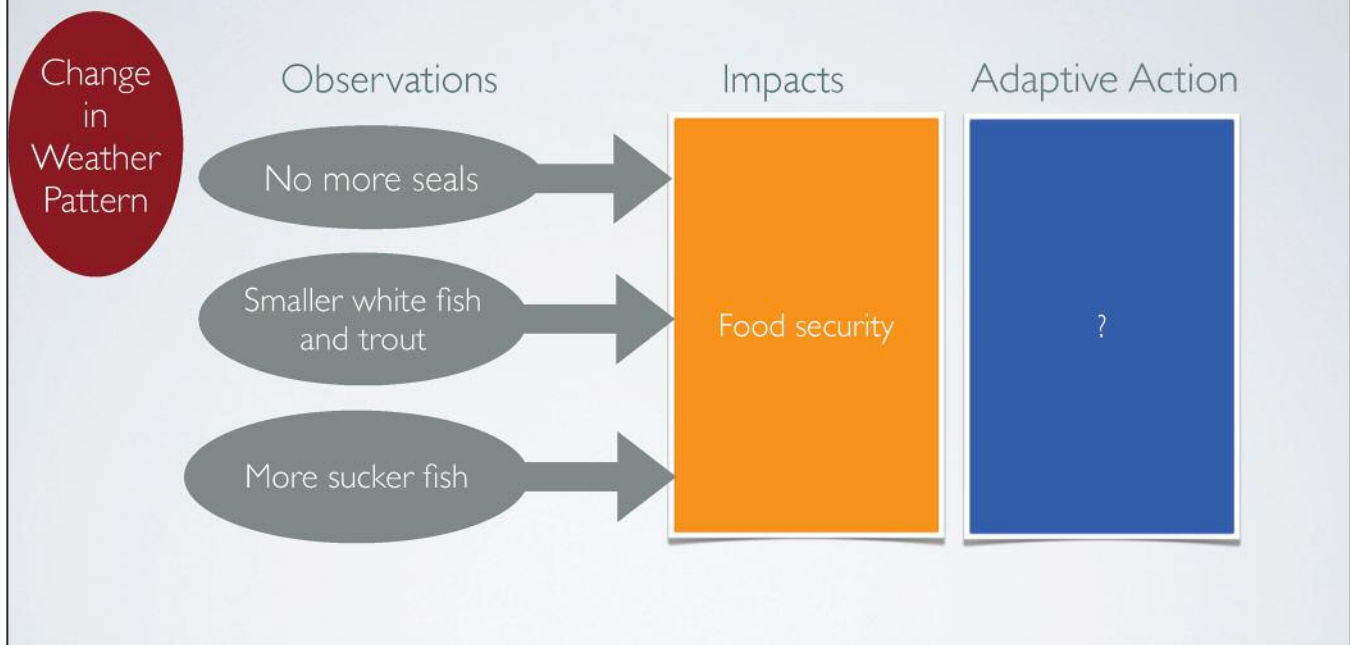 Change
in
Weather
Pattern
Observations
Impacts
Adaptive Action
No more seals
Smaller white fish
and trout
More sucker fish
Food security
?